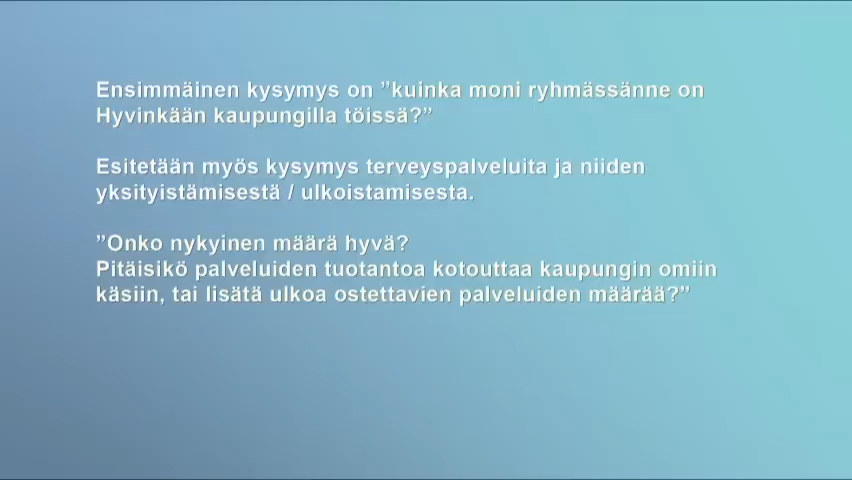 Ensimmäinen kysymys on ”kuinka moni ryhmässänne on
Hyvinkään kaupungilla töissä?”
Esitetään myös kysymys terveyspalveluita ja niiden
yksityistämisestä / ulkoistamisesta.
”Onko nykyinen määrä hyvä?
Pitäisikö palveluiden tuotantoa kotouttaa kaupungin omiin
käsiin, tai lisätä ulkoa ostettavien palveluiden määrää?”